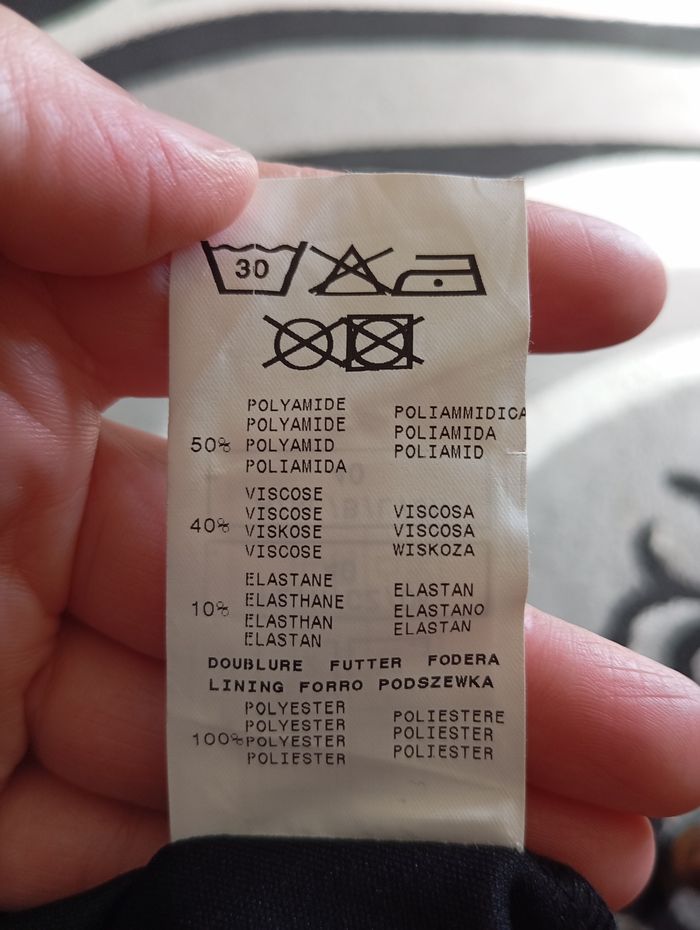 30
POLYAMIDE
POLYAMIDE POLIAMMIDICA
50% POLYAMID POLIAMIDA
POLIAMIDA POLIAMID
VISCOSE
VISCOSE VISCOSA
40% VISKOSE VISCOSA
VISCOSE WISKOZA
ELASTANE
10% ELASTHANE ELASTAN
ELASTHAN ELASTANO
ELASTAN ELASTAN
DOUBLURE FUTTER FODERA
LINING FORRO PODSZEWKA
POLYESTER
POLYESTER POLIESTERE
100% POLYESTER POLIESTER
POLIESTER POLIESTER